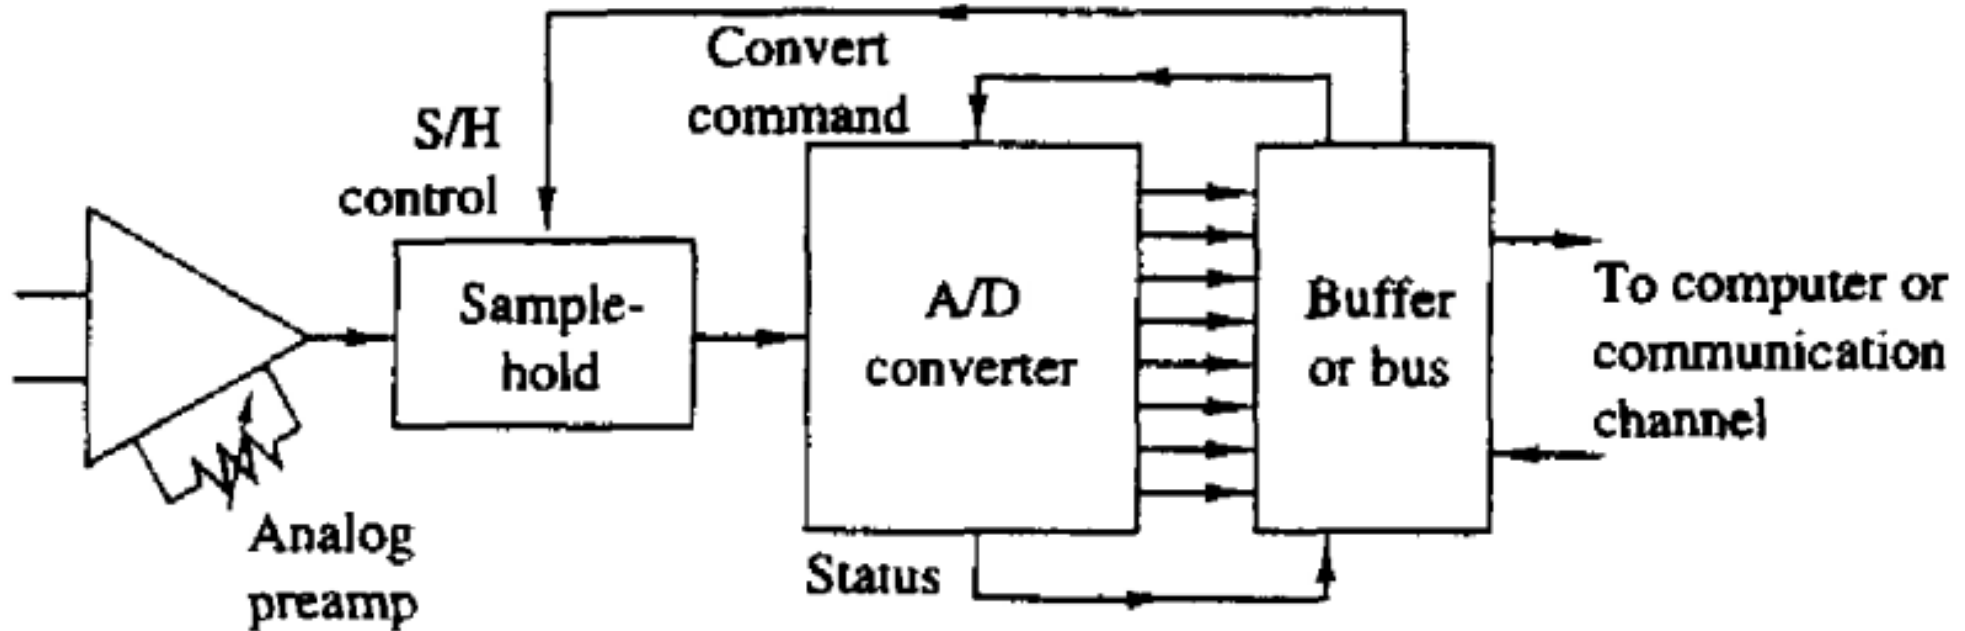 Convert
command
S/H
control
Sample-
hold
A/D
converter
Buffer
or bus
To computer or
communication
channel
Analog
preamp
Status